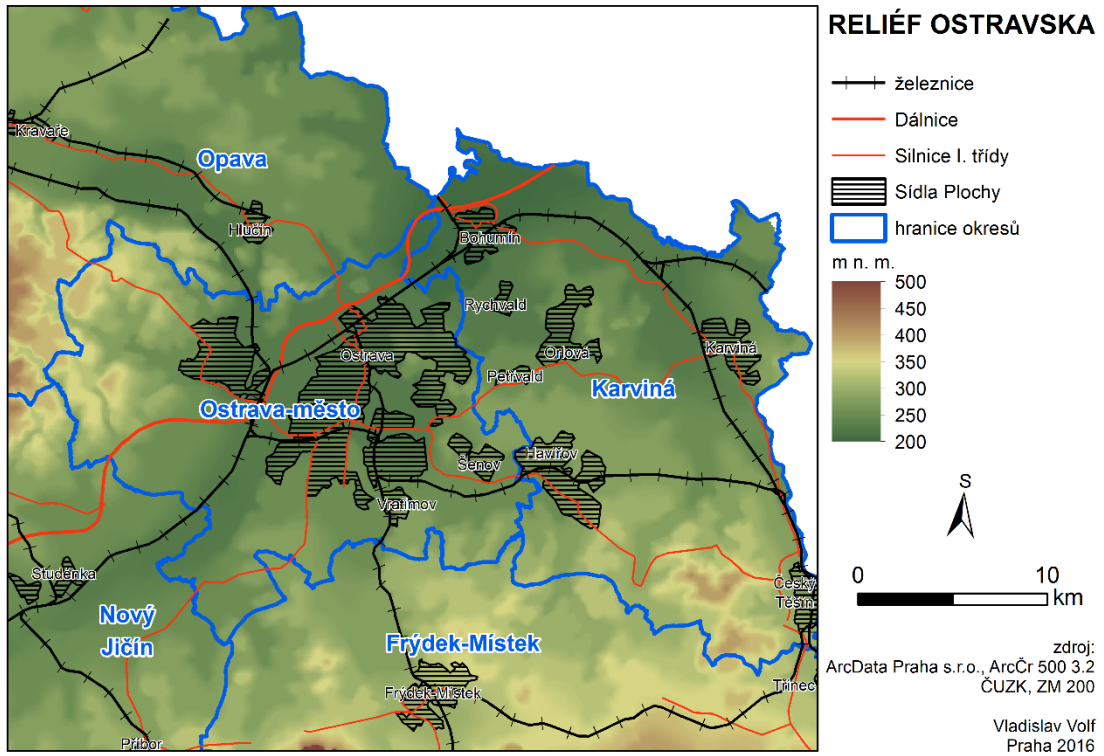 RELIÉF OSTRAVSKA
železnice
Dálnice
Silnice I. třídy
Sídla Plochy
hranice okresů
m n. m.
500
450
400
350
300
250
200
S
0 10
km
zdroj:
ArcData Praha s.r.o., ArcČr 500 3.2
ČUZK, ZM 200
Vladislav Volf
Praha 2016
Kravaře
Opava
Hlučín
Bohumín
Rychvald
Ostrava
Orlová
Karviná
Petřvald
Karviná
Ostrava-město
Šenov
Havířov
Vratimov
Studénka
Český
Těšín
Nový
Jičín
Frýdek-Místek
Frýdek-Místek
Třinec
Příbor